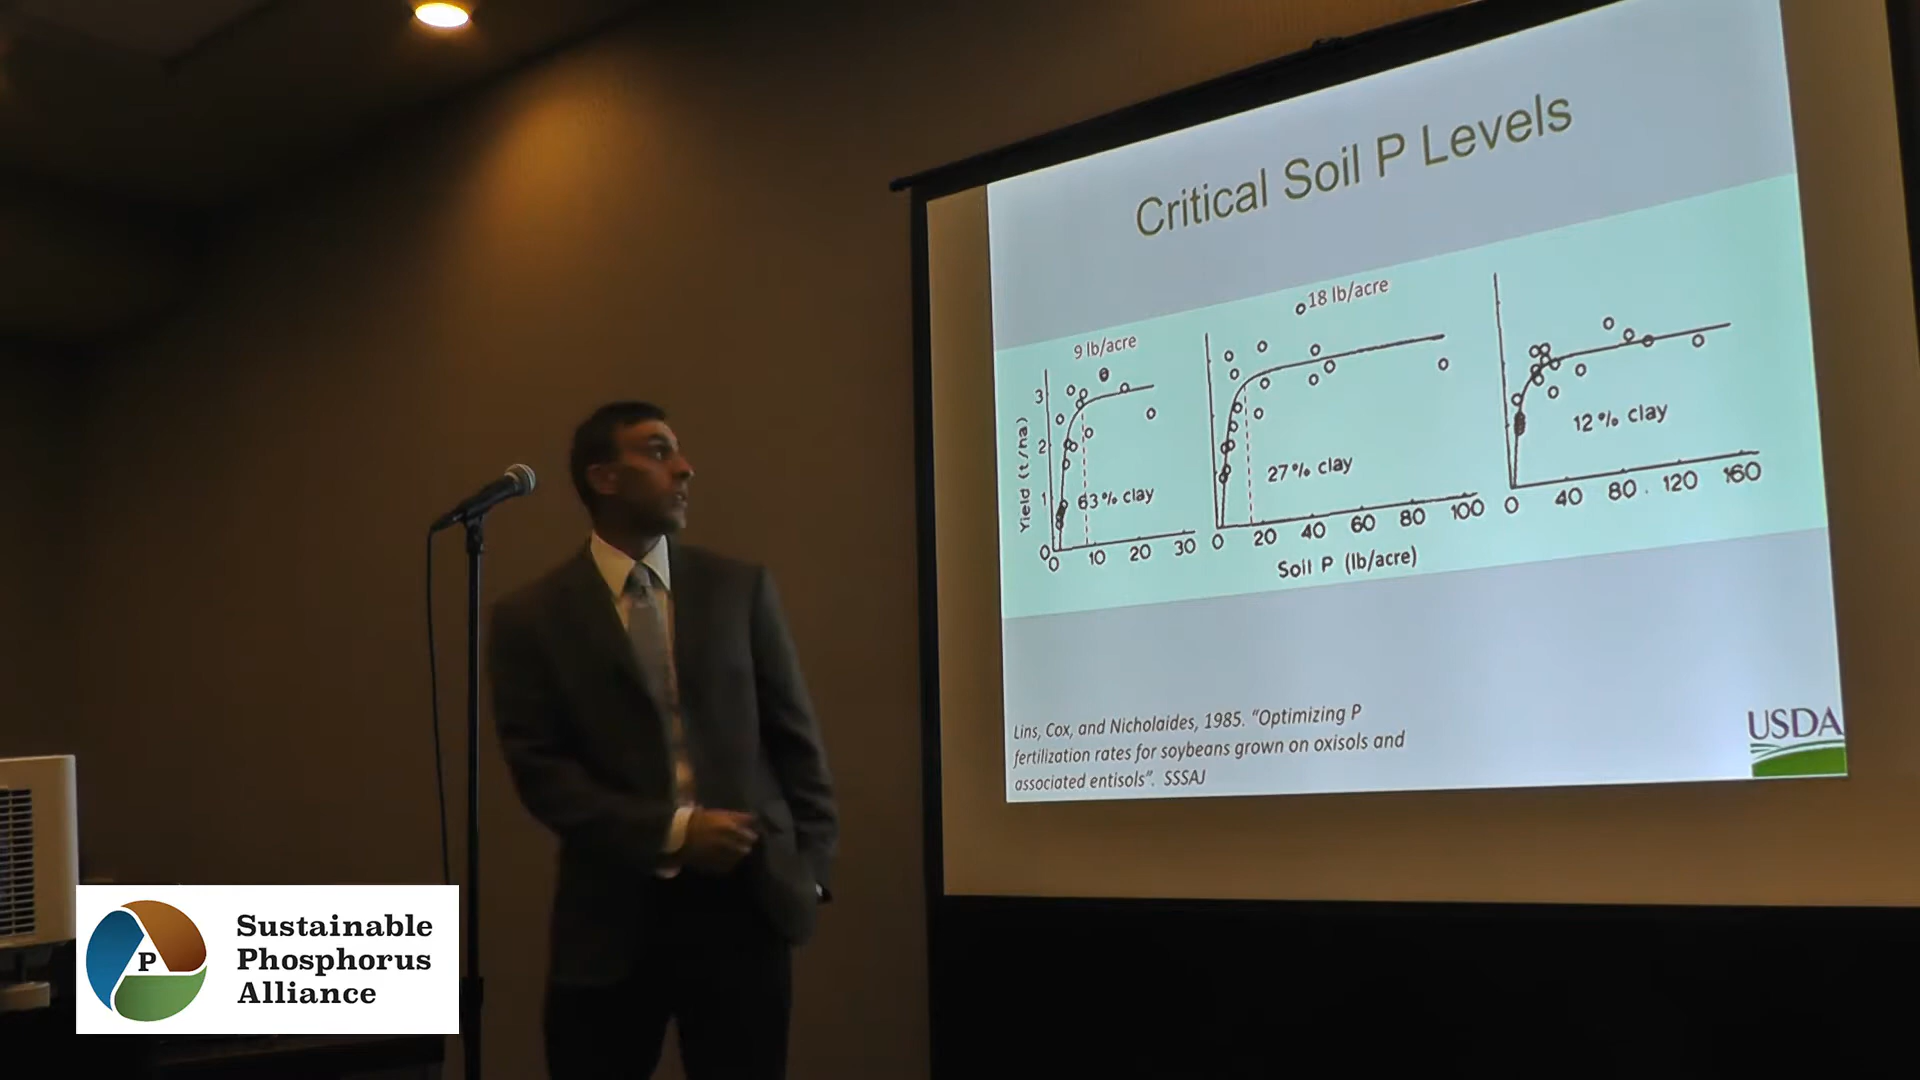 Critical Soil P Levels
9 lb/acre
18 lb/acre
Yield (t/ha)
3
2
1
0
63% clay
0 10 20 30
27% clay
0 20 40 60 80 100
Soil P (lb/acre)
12% clay
0 40 80 120 160
Lins, Cox, and Nicholaides, 1985. “Optimizing P
fertilization rates for soybeans grown on oxisols and
associated entisols”. SSSAJ
USDA
P
Sustainable
Phosphorus
Alliance